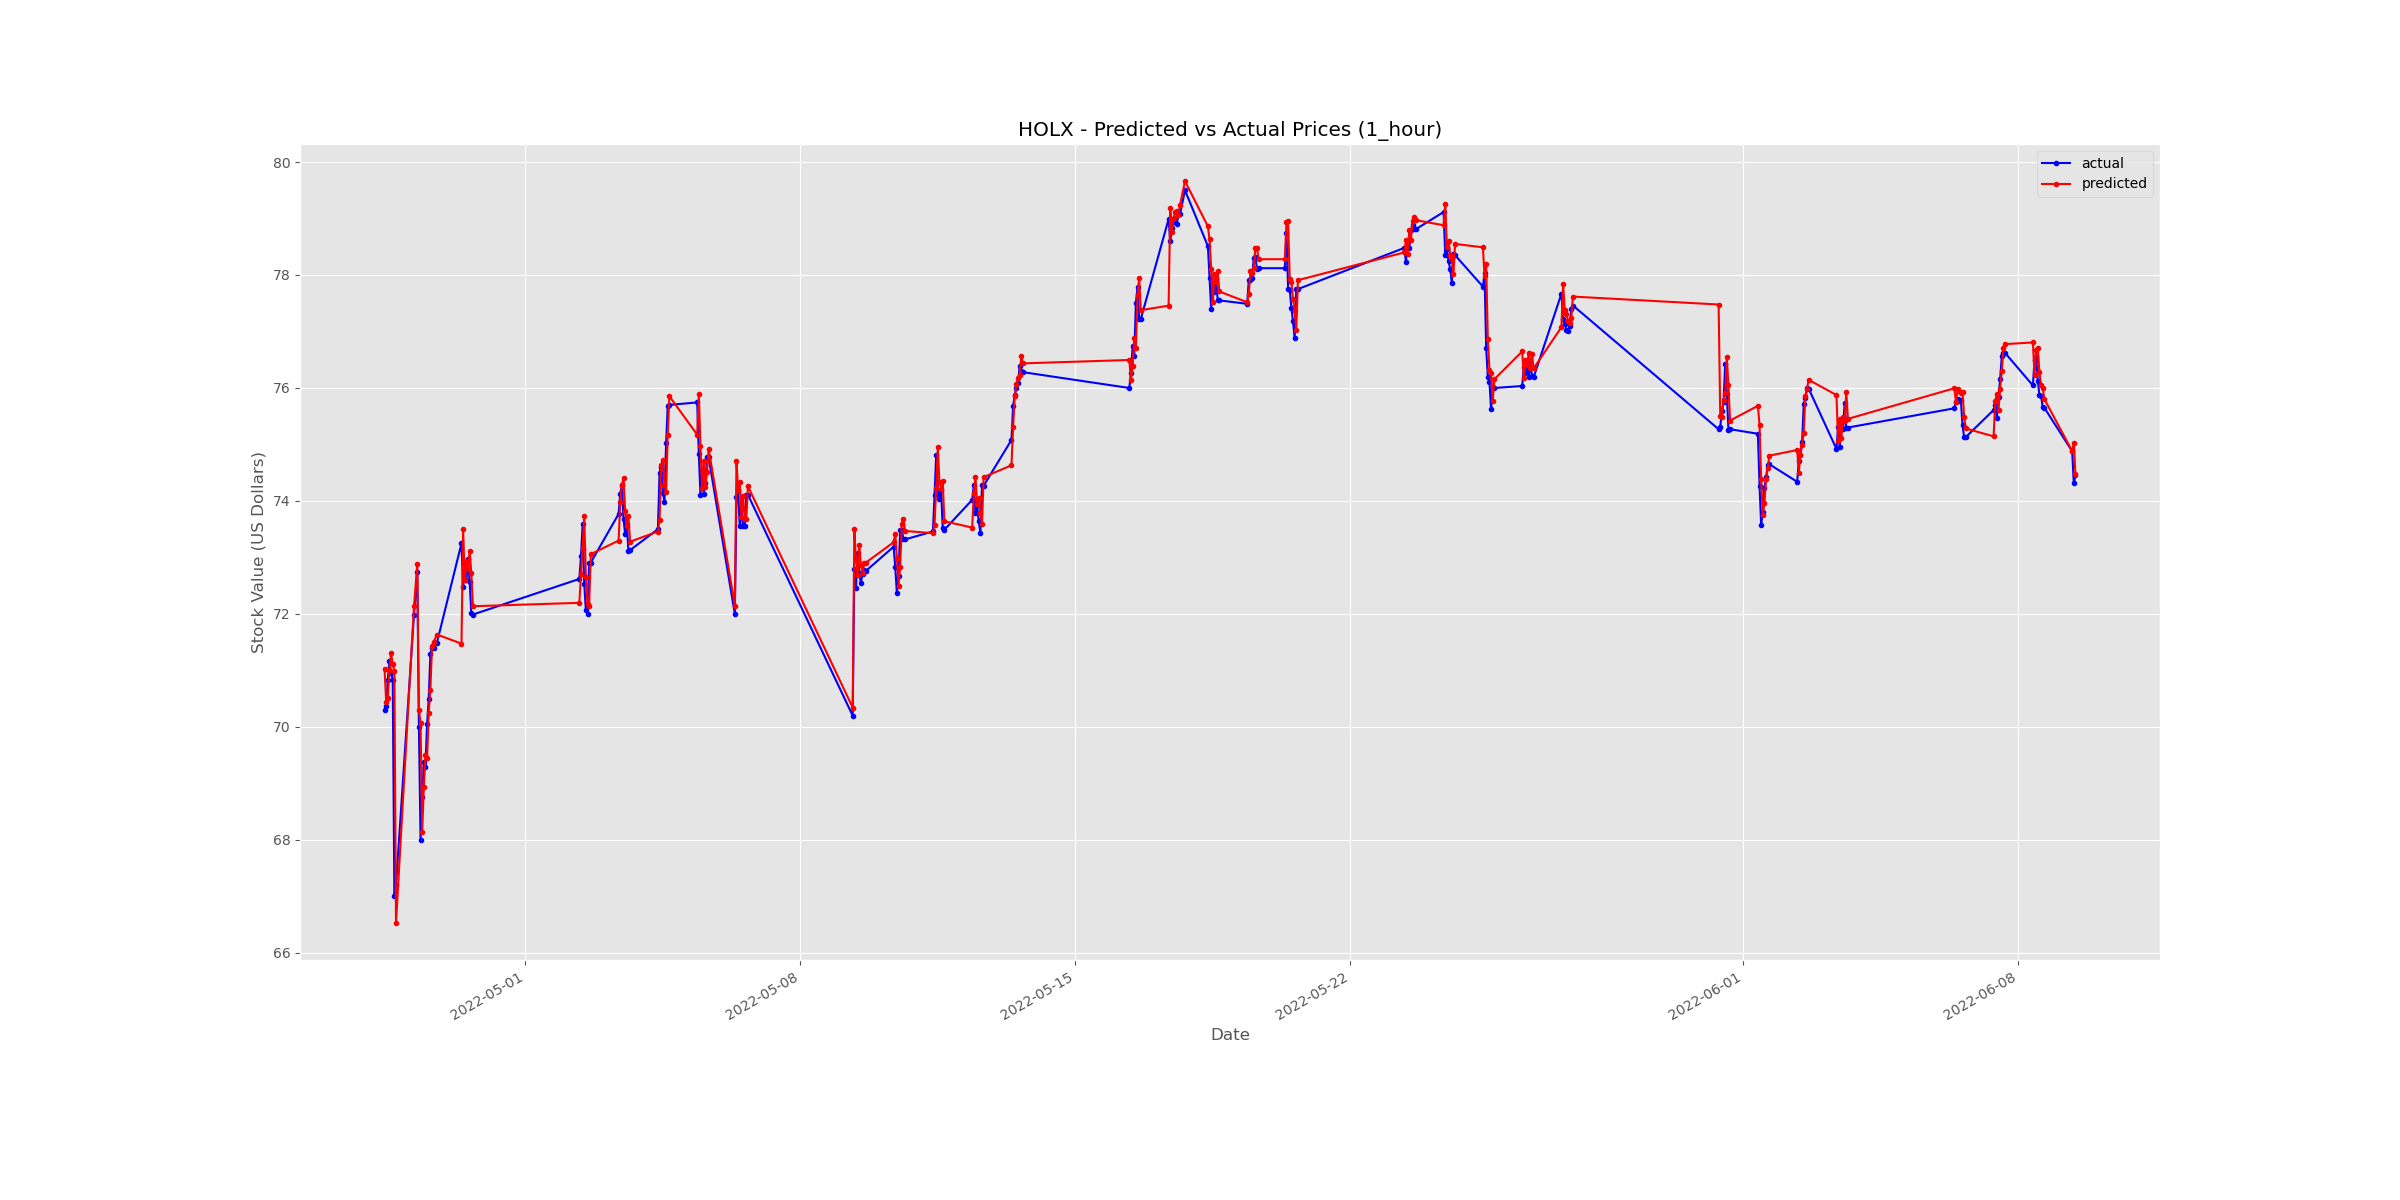 HOLX - Predicted vs Actual Prices (1_hour)
actual
predicted
80
78
76
74
72
70
68
66
Stock Value (US Dollars)
2022-05-01
2022-05-08
2022-05-15
2022-05-22
2022-06-01
2022-06-08
Date